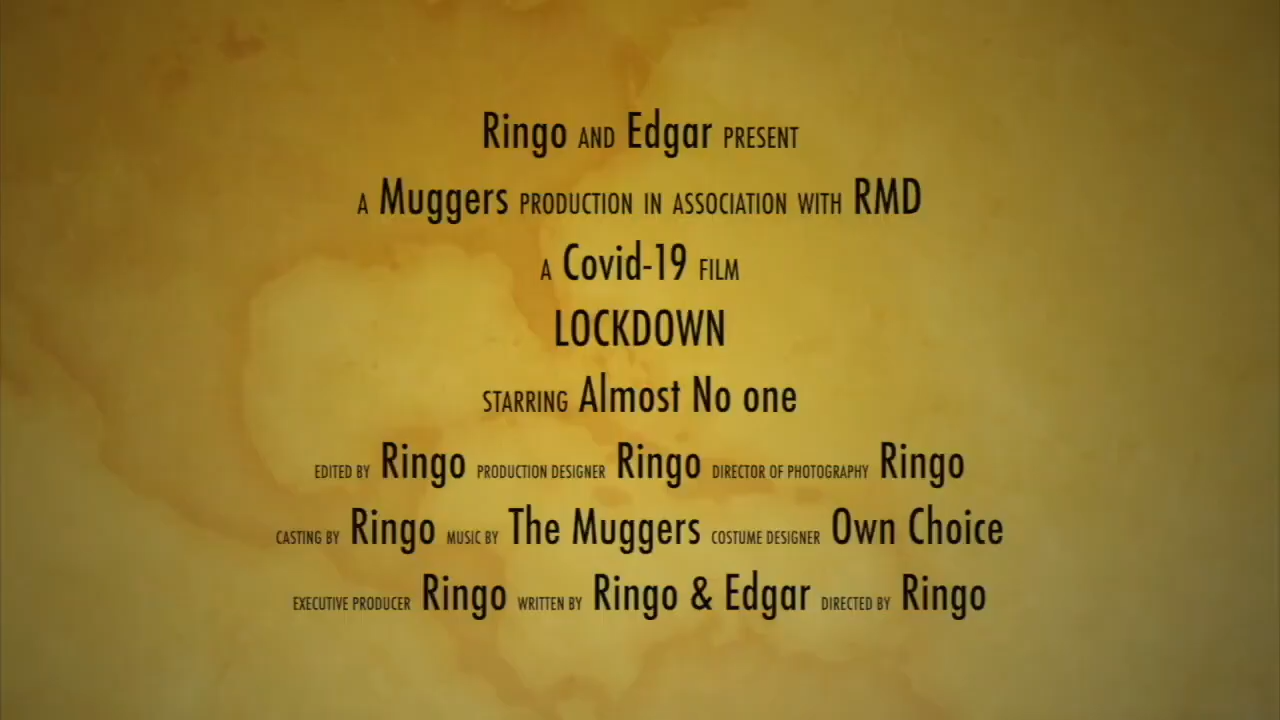 Ringo AND Edgar PRESENT
A Muggers PRODUCTION IN ASSOCIATION WITH RMD
A Covid-19 FILM
LOCKDOWN
STARRING Almost No one
EDITED BY Ringo PRODUCTION DESIGNER Ringo DIRECTOR OF PHOTOGRAPHY Ringo
CASTING BY Ringo MUSIC BY The Muggers COSTUME DESIGNER Own Choice
EXECUTIVE PRODUCER Ringo WRITTEN BY Ringo & Edgar DIRECTED BY Ringo